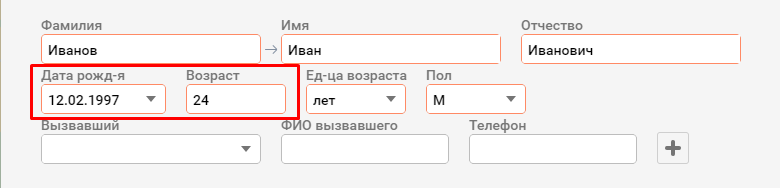 Фамилия Имя Отчество
Иванов Иван Иванович
Дата рожд-я Возраст Ед-ца возраста Пол
12.02.1997 24 лет М
Вызвавший ФИО вызвавшего Телефон